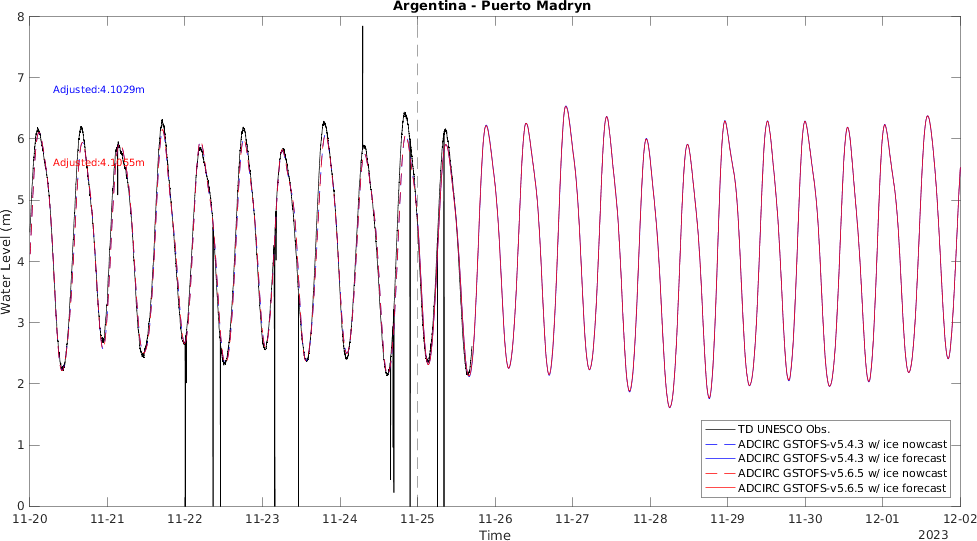 Argentina - Puerto Madryn
8
7
6
5
4
3
2
1
0
Water Level (m)
Adjusted:4.1029m
Adjusted:4.1065m
TD UNESCO Obs.
ADCIRC GSTOFS-v5.4.3 w/ ice nowcast
ADCIRC GSTOFS-v5.4.3 w/ ice forecast
ADCIRC GSTOFS-v5.6.5 w/ ice nowcast
ADCIRC GSTOFS-v5.6.5 w/ ice forecast
11-20 11-21 11-22 11-23 11-24 11-25 11-26 11-27 11-28 11-29 11-30 12-01 12-02
Time
2023